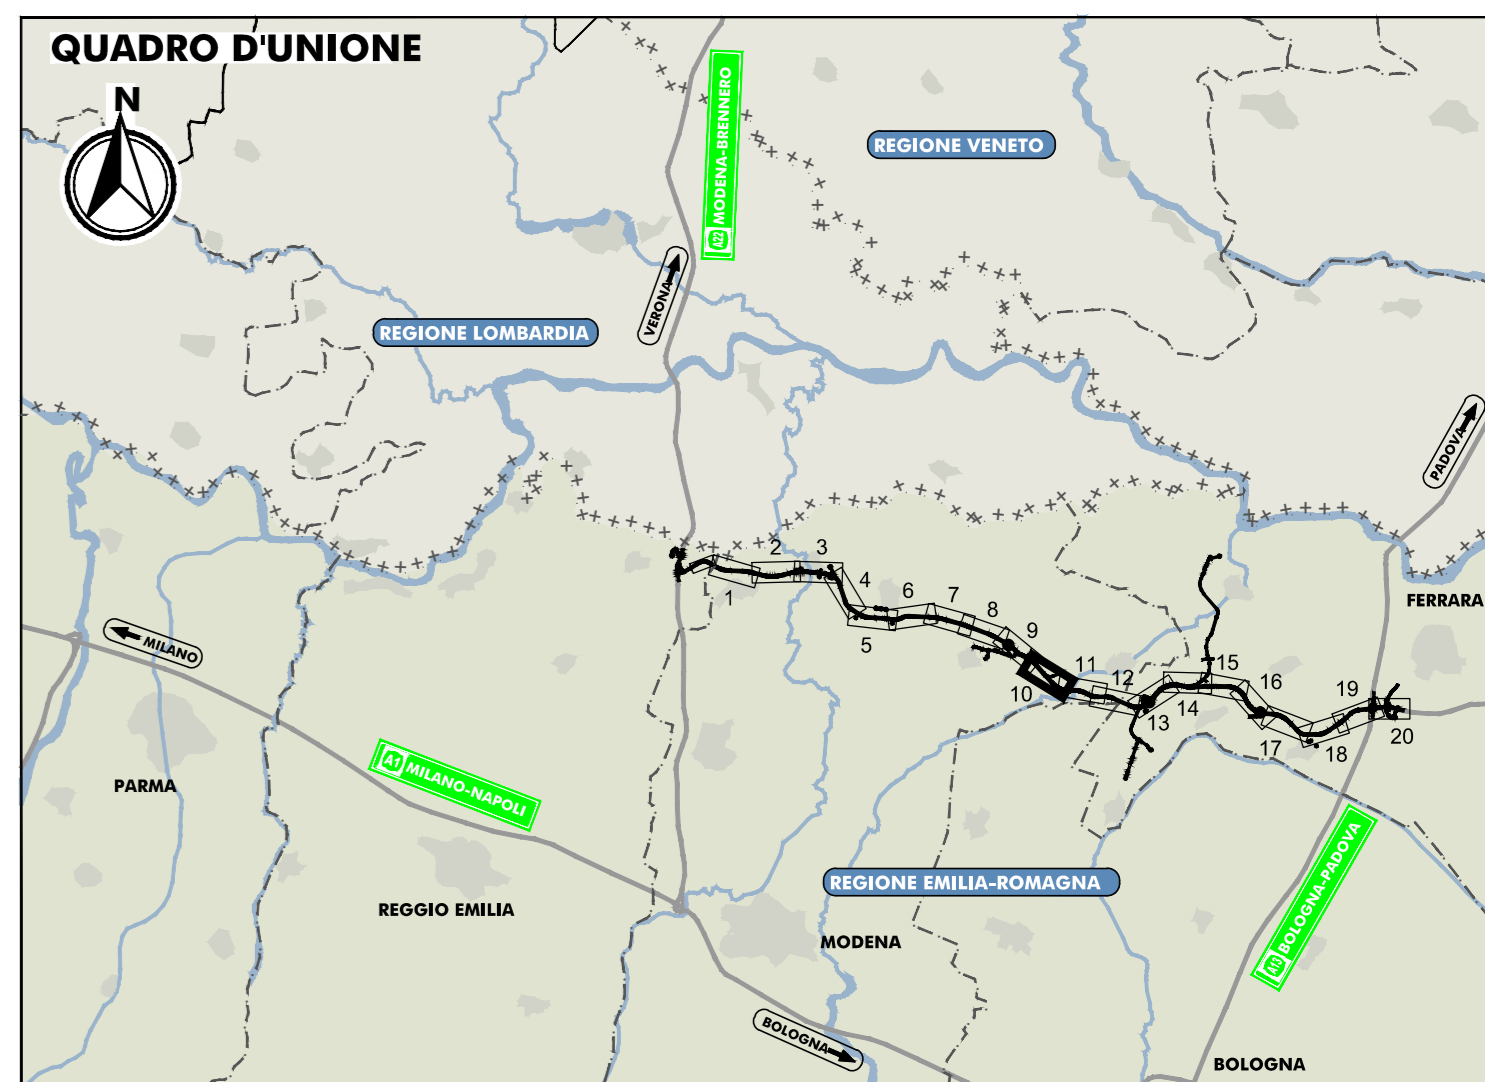 QUADRO D'UNIONE
N
A22 MODENA-BRENNERO
REGIONE VENETO
VERONA
REGIONE LOMBARDIA
PADOVA
2
3
1
4
5
6
7
8
9
10
11
12
13
14
15
16
17
18
19
20
FERRARA
MILANO
PARMA
A1 MILANO-NAPOLI
REGGIO EMILIA
REGIONE EMILIA-ROMAGNA
MODENA
A13 BOLOGNA-PADOVA
BOLOGNA
BOLOGNA